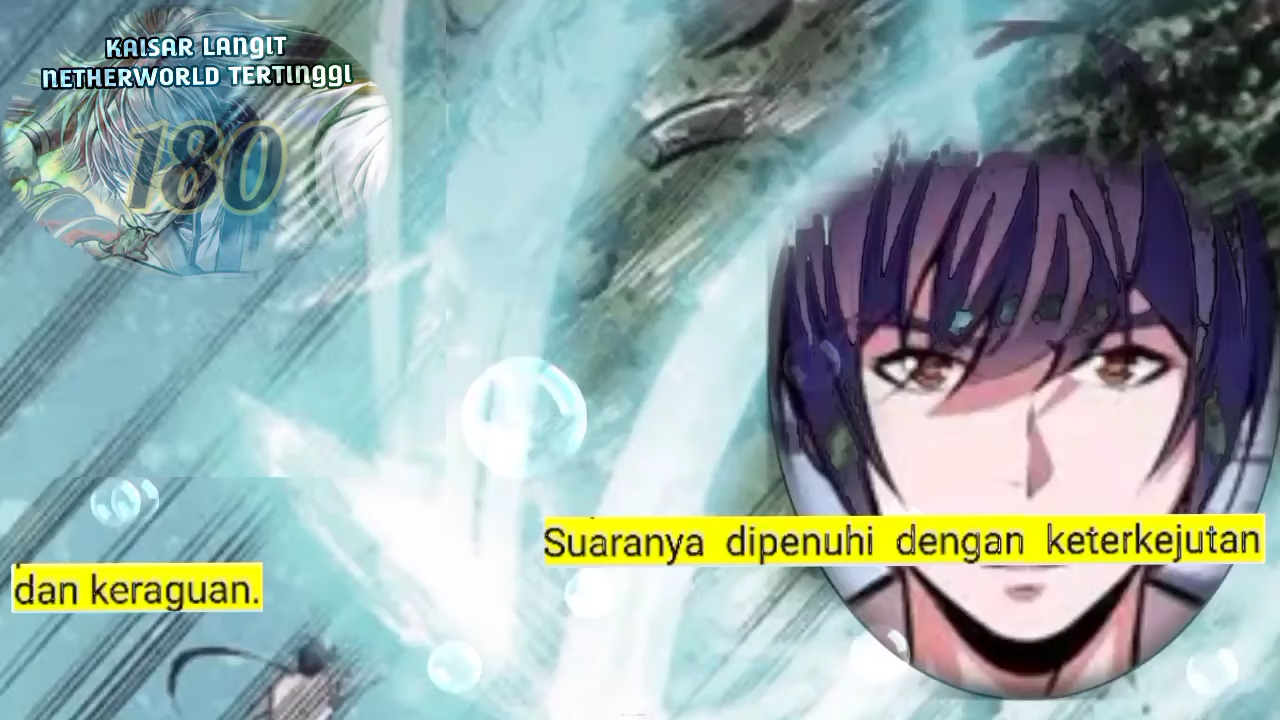 KAISAR LANGIT
NETHERWORLD TERTINGGI
180
Suaranya dipenuhi dengan keterkejutan
dan keraguan.